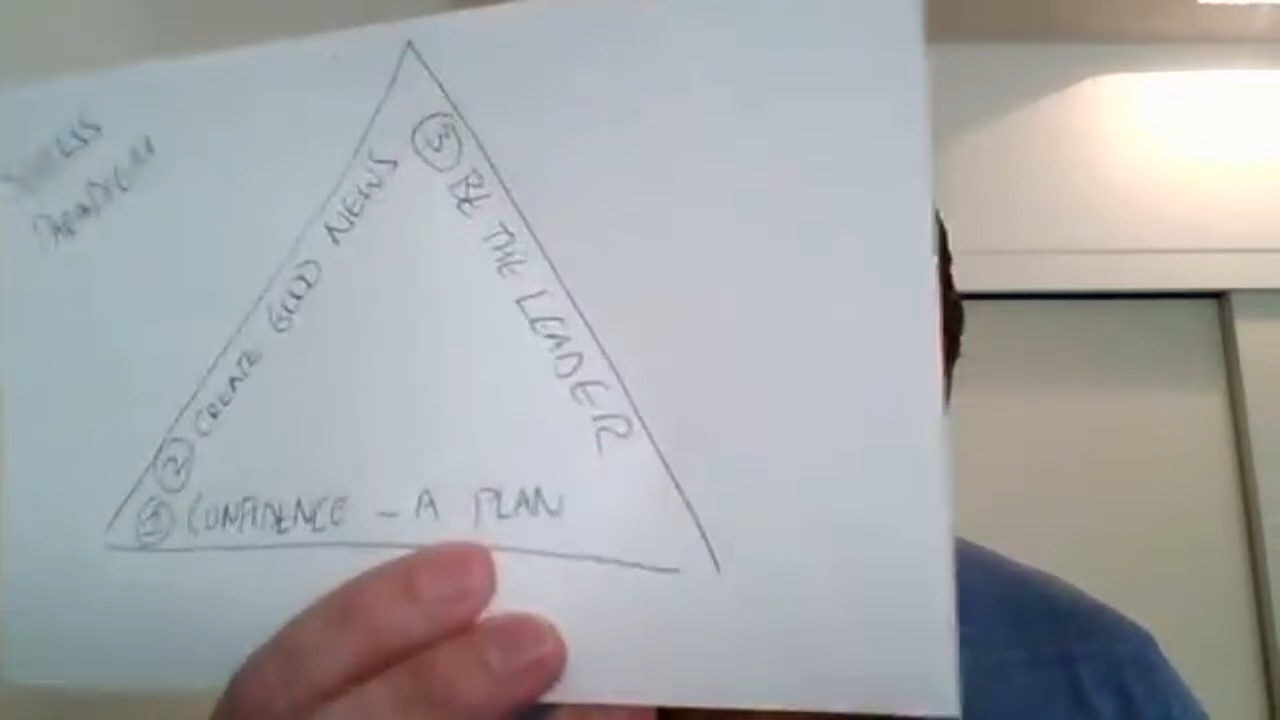 ② CREATE GOOD NEWS
③ BE THE LEADER
① CONFIDENCE - A PLAN